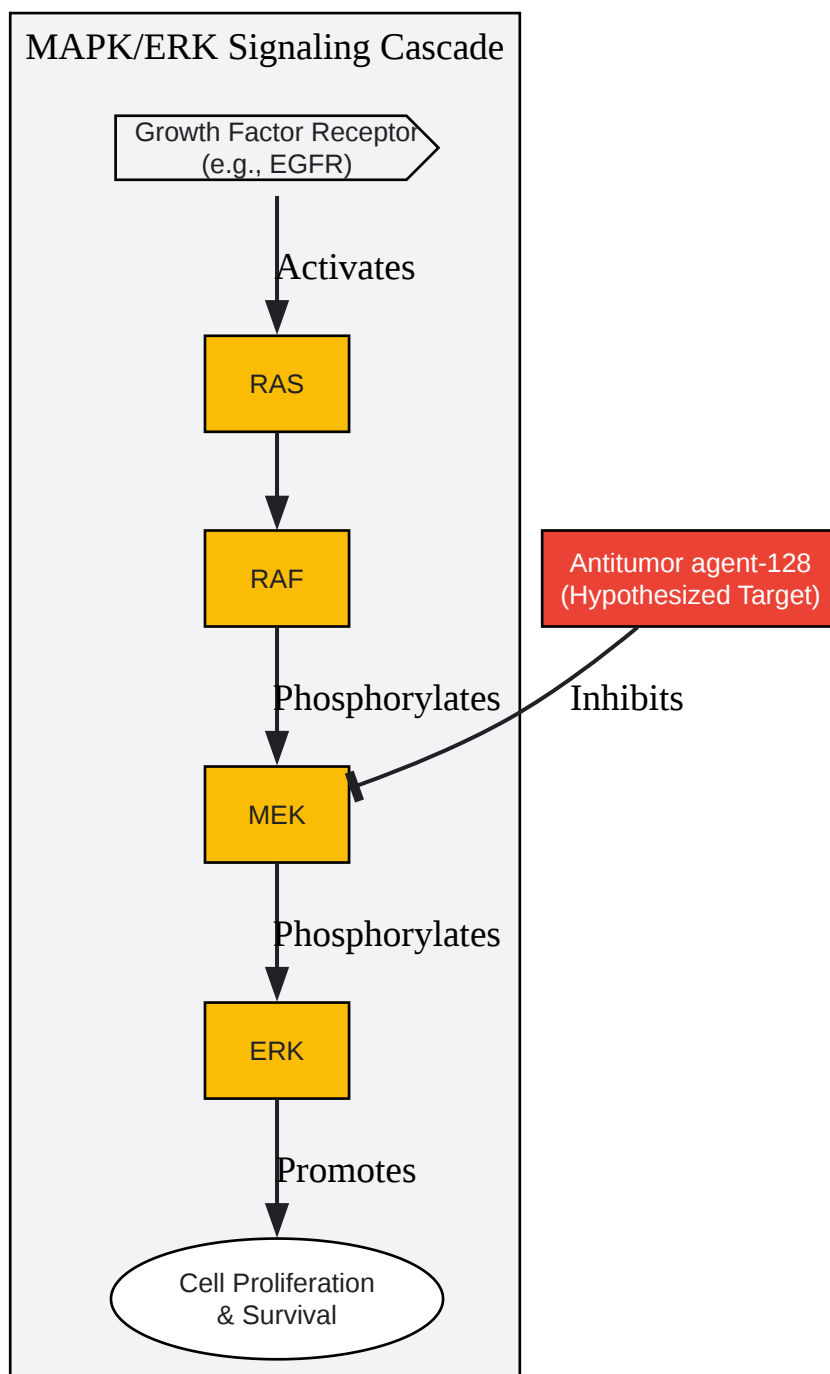 MAPK/ERK Signaling Cascade
Growth Factor Receptor
(e.g., EGFR)
Activates
RAS
RAF
Antitumor agent-128
(Hypothesized Target)
Phosphorylates
Inhibits
MEK
Phosphorylates
ERK
Promotes
Cell Proliferation
& Survival